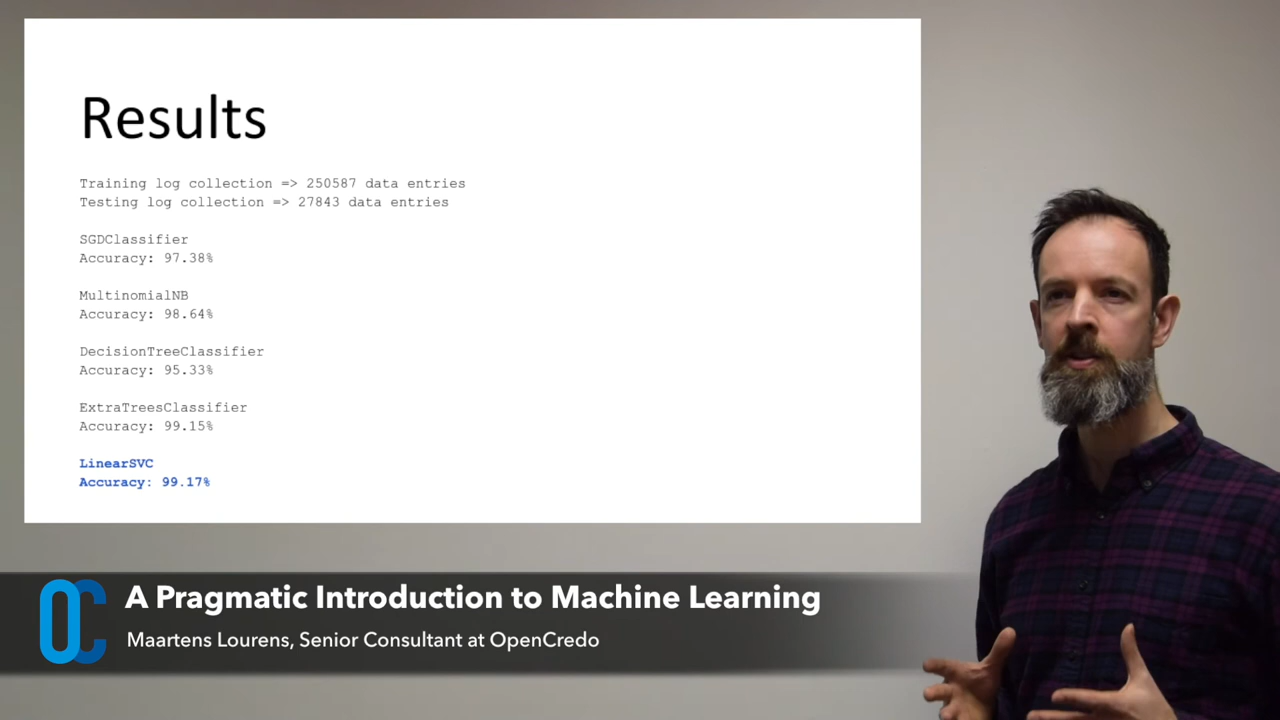 Results
Training log collection => 250587 data entries
Testing log collection => 27843 data entries
SGDClassifier
Accuracy: 97.38%
MultinomialNB
Accuracy: 98.64%
DecisionTreeClassifier
Accuracy: 95.33%
ExtraTreesClassifier
Accuracy: 99.15%
LinearSVC
Accuracy: 99.17%
OC
A Pragmatic Introduction to Machine Learning
Maartens Lourens, Senior Consultant at OpenCredo